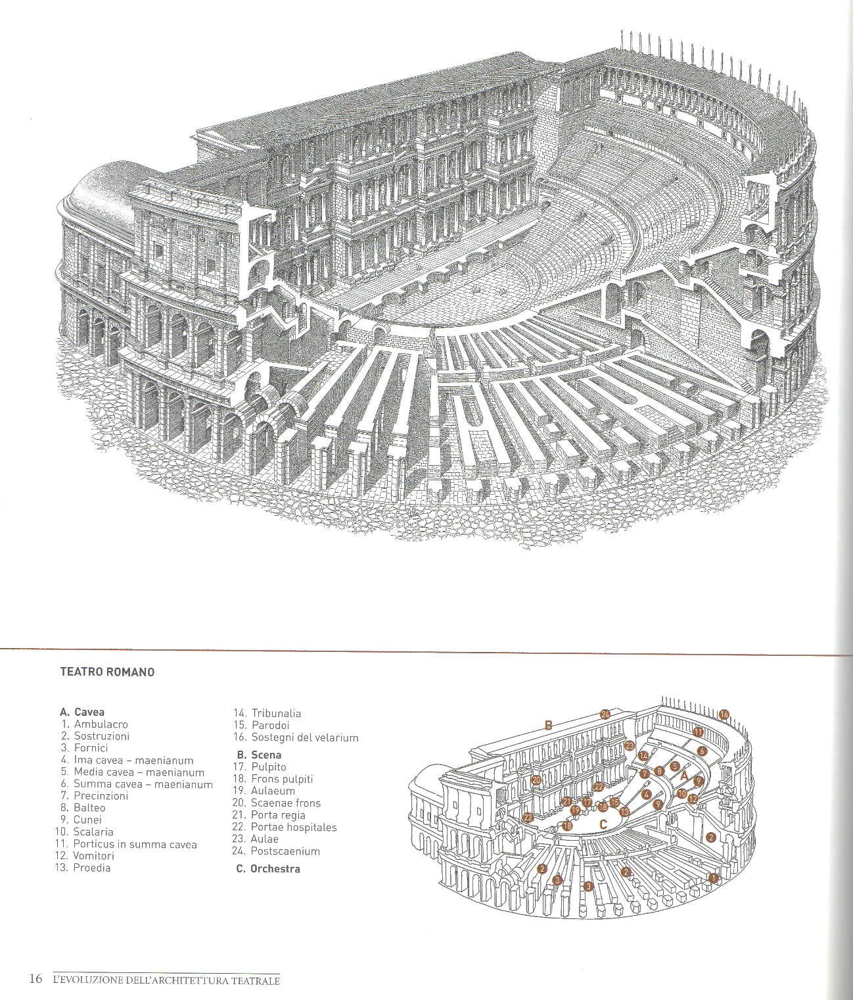 TEATRO ROMANO
A. Cavea
1. Ambulacro
2. Sostruzioni
3. Fornici
4. Ima cavea – maenianum
5. Media cavea – maenianum
6. Summa cavea – maenianum
7. Precinzioni
8. Balteo
9. Cunei
10. Scalaria
11. Porticus in summa cavea
12. Vomitori
13. Proedia
14. Tribunalia
15. Parodoi
16. Sostegni del velarium
B. Scena
17. Pulpito
18. Frons pulpiti
19. Aulaeum
20. Scaenae frons
21. Porta regia
22. Portae hospitales
23. Aulae
24. Postscaenium
C. Orchestra
24
16
B
11
23
6
14
5
8
7
A
9
20
22
4
10
12
21
17
15
19
18
13
9
22
18
C
2
2
3
2
3
1
16 L'EVOLUZIONE DELL'ARCHITETTURA TEATRALE